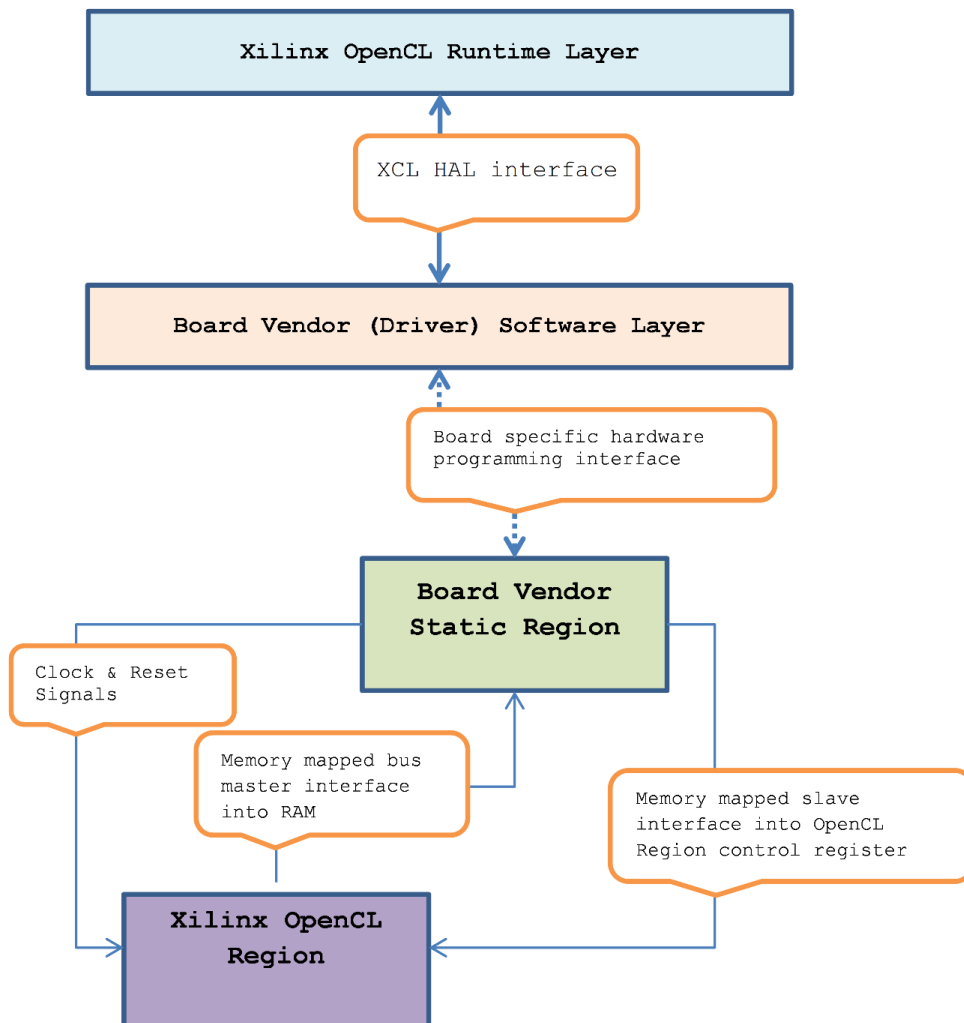 Xilinx OpenCL Runtime Layer
XCL HAL interface
Board Vendor (Driver) Software Layer
Board specific hardware
programming interface
Board Vendor
Static Region
Clock & Reset
Signals
Memory mapped bus
master interface
into RAM
Memory mapped slave
interface into OpenCL
Region control register
Xilinx OpenCL
Region